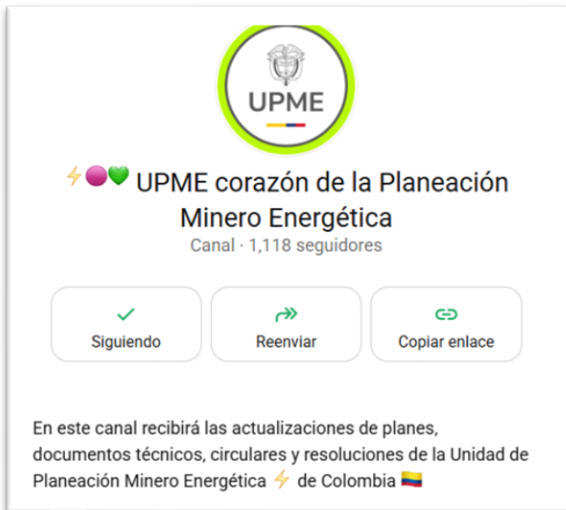 UPME
⚡🟣💚 UPME corazón de la Planeación
Minero Energética
Canal · 1,118 seguidores
Siguiendo
Reenviar
Copiar enlace
En este canal recibirá las actualizaciones de planes,
documentos técnicos, circulares y resoluciones de la Unidad de
Planeación Minero Energética ⚡ de Colombia 🇨🇴